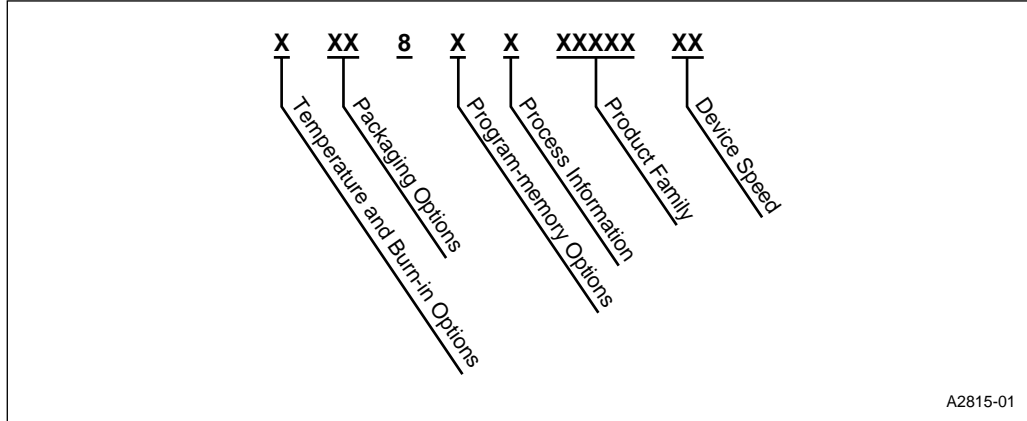 X XX 8 X X XXXXX XX
Temperature and Burn-in Options
Packaging Options
Program-memory Options
Process Information
Product Family
Device Speed
A2815-01